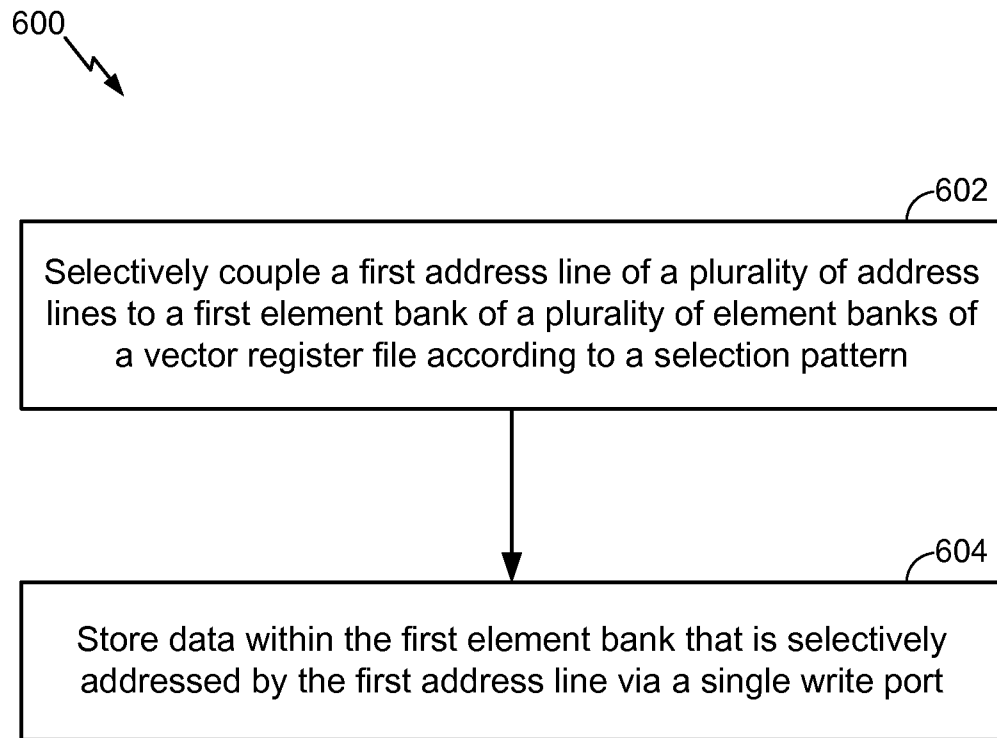 600
602
Selectively couple a first address line of a plurality of address
lines to a first element bank of a plurality of element banks of
a vector register file according to a selection pattern
604
Store data within the first element bank that is selectively
addressed by the first address line via a single write port